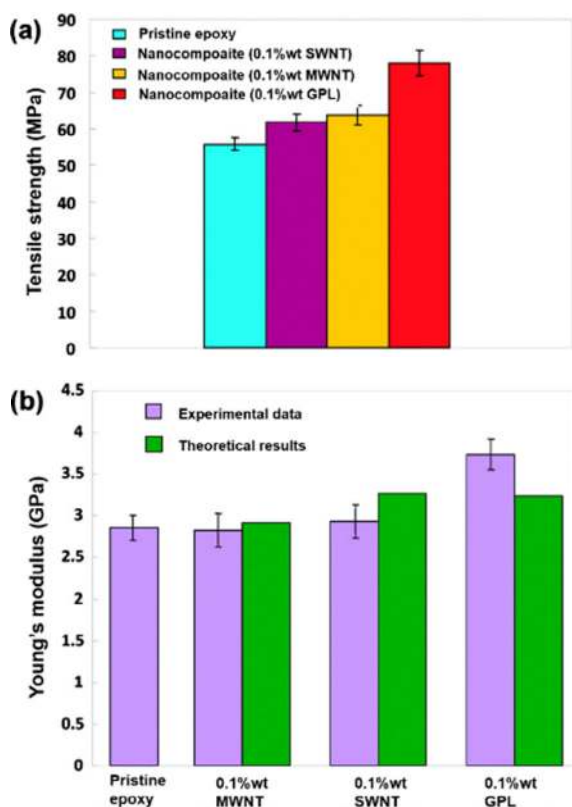 (a)
90
80
70
60
50
40
30
20
10
0
Tensile strength (MPa)
Pristine epoxy
Nanocompoaite (0.1%wt SWNT)
Nanocompoaite (0.1%wt MWNT)
Nanocompoaite (0.1%wt GPL)
(b)
4.5
4
3.5
3
2.5
2
1.5
1
0.5
0
Young's modulus (GPa)
Experimental data
Theoretical results
Pristine
epoxy
0.1%wt
MWNT
0.1%wt
SWNT
0.1%wt
GPL